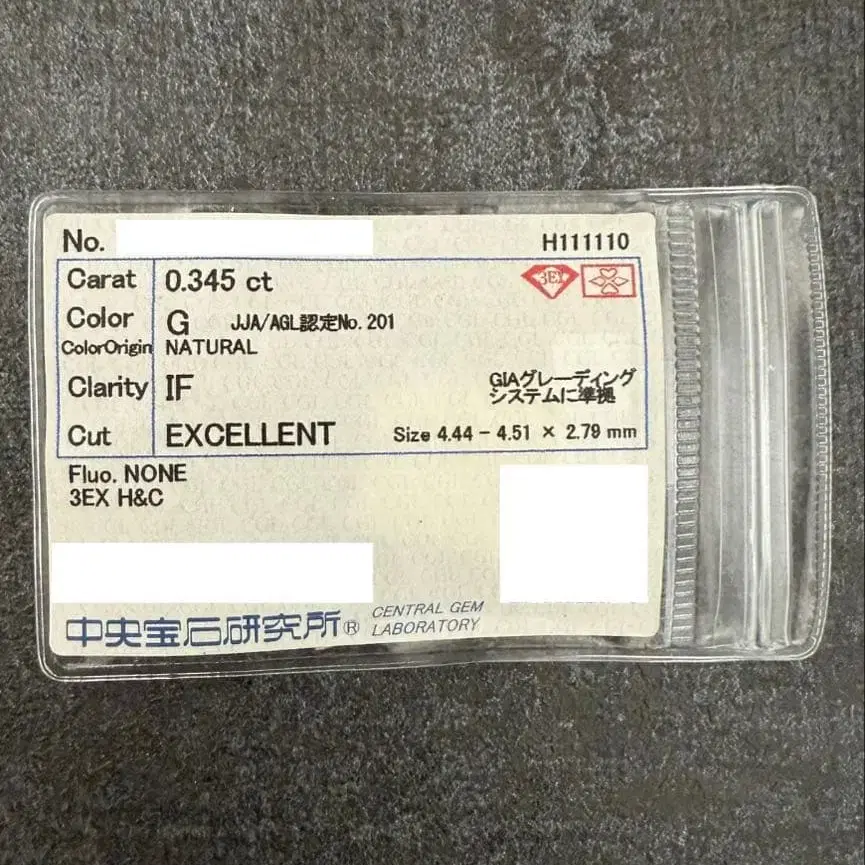 No.
H111110
Carat 0.345 ct
3EX
Color G JJA/AGL認定No.201
ColorOrigin NATURAL
Clarity IF
GIAグレーディング
システムに準拠
Cut EXCELLENT Size 4.44 - 4.51 × 2.79 mm
Fluo. NONE
3EX H&C
中央宝石研究所® CENTRAL GEM
LABORATORY